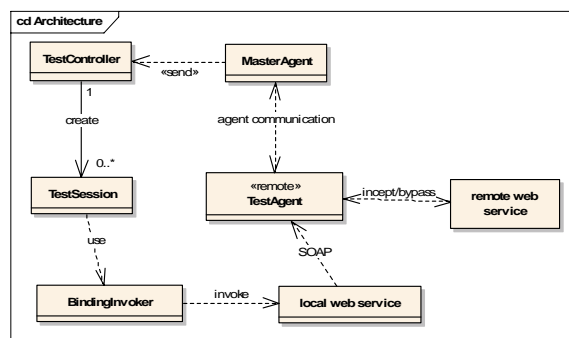 cd Architecture
TestController
MasterAgent
«send»
1
create
agent communication
0..*
TestSession
«remote»
TestAgent
incept/bypass
remote web
service
use
SOAP
BindingInvoker
invoke
local web service